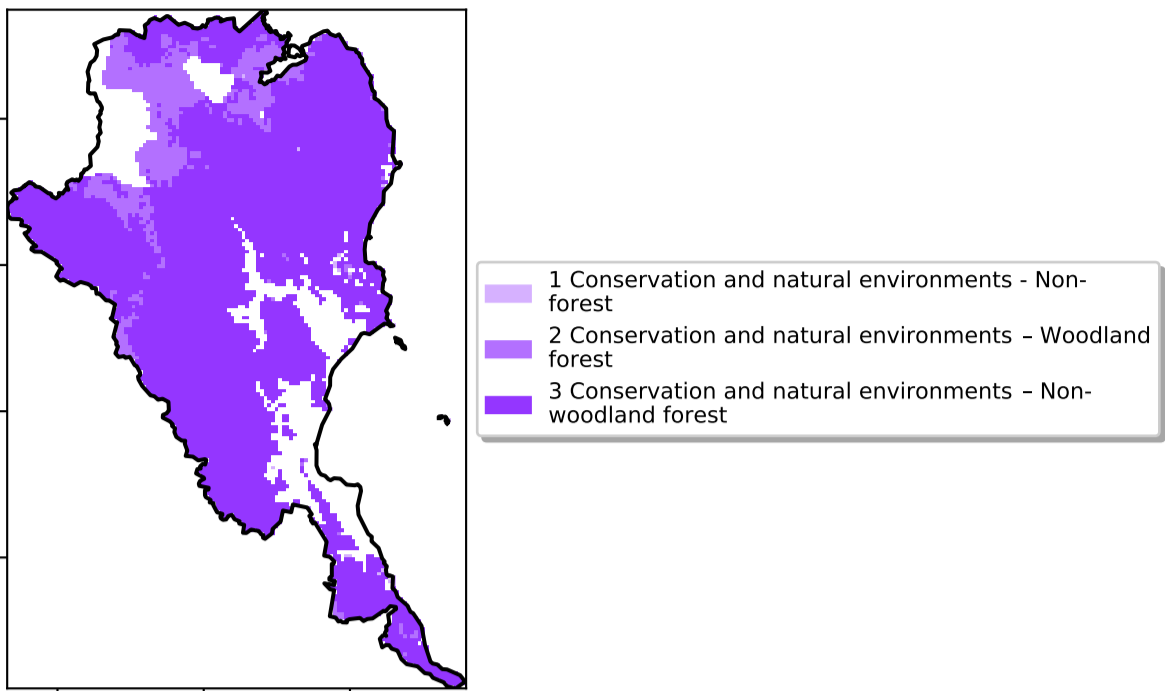 1 Conservation and natural environments - Non-
forest
2 Conservation and natural environments – Woodland
forest
3 Conservation and natural environments – Non-
woodland forest